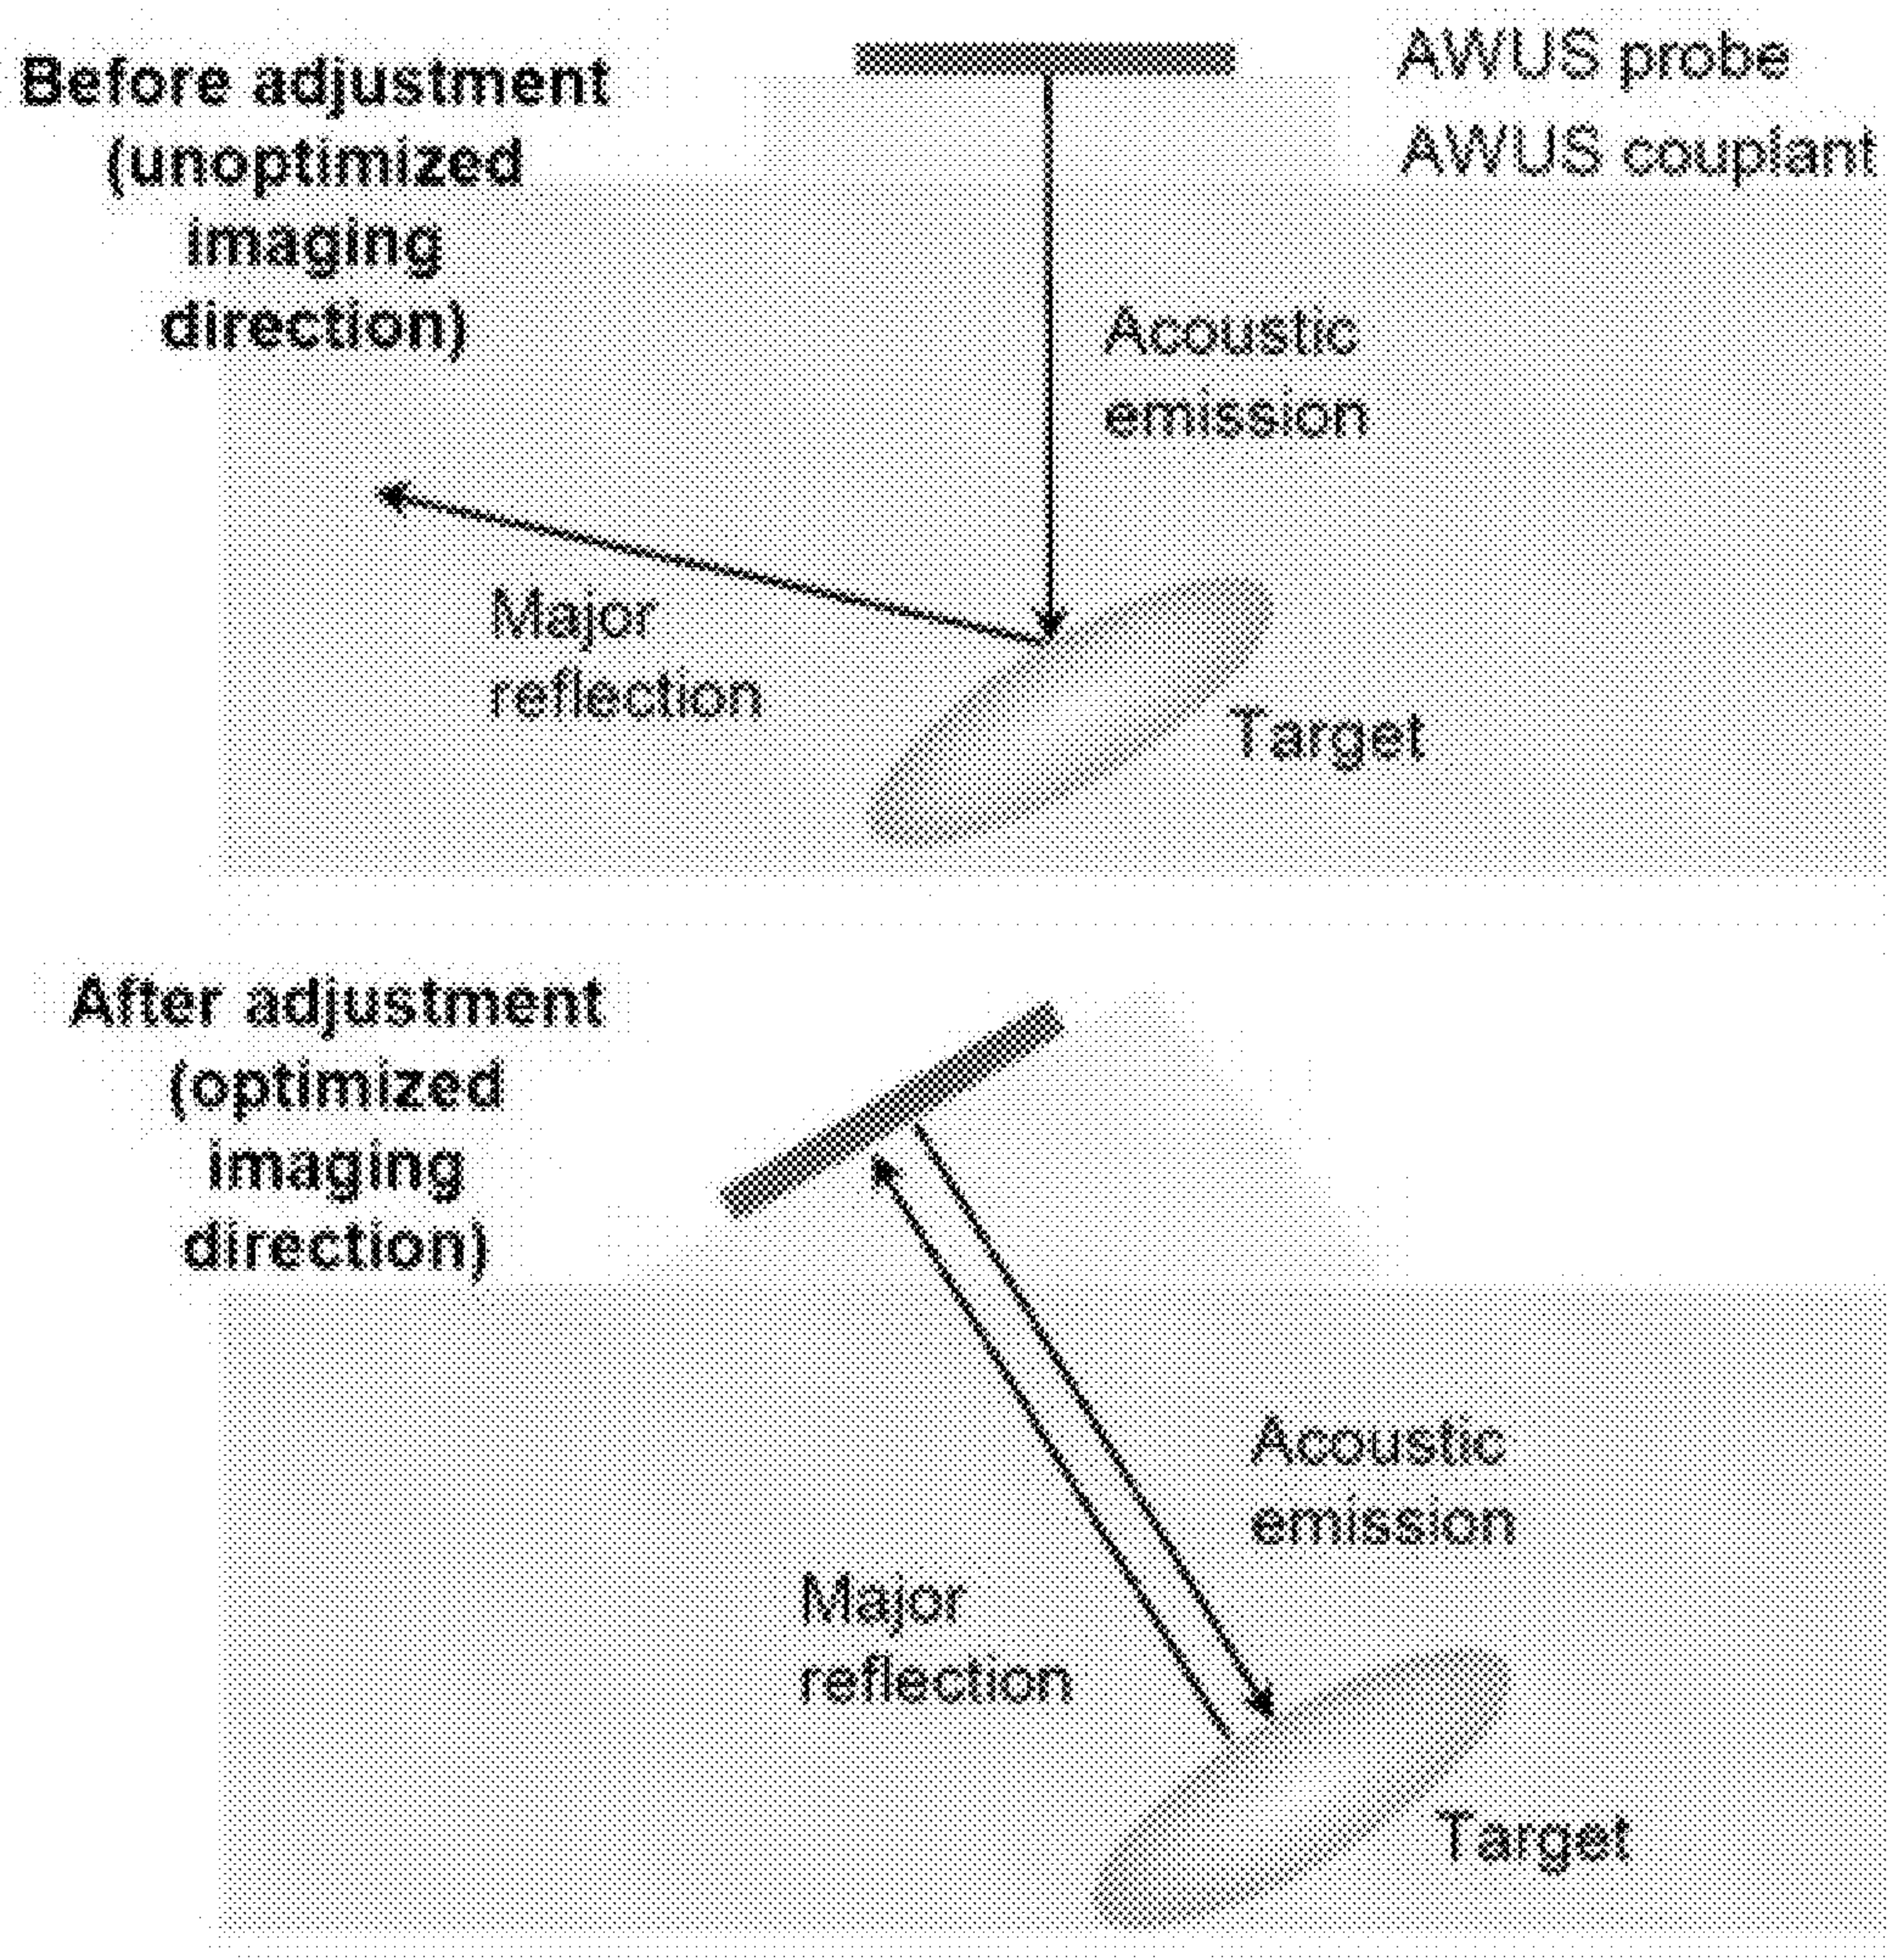 Before adjustment
(unoptimized
imaging
direction)
AWUS probe
AWUS couplant
Acoustic
emission
Major
reflection
Target
After adjustment
(optimized
imaging
direction)
Acoustic
emission
Major
reflection
Target